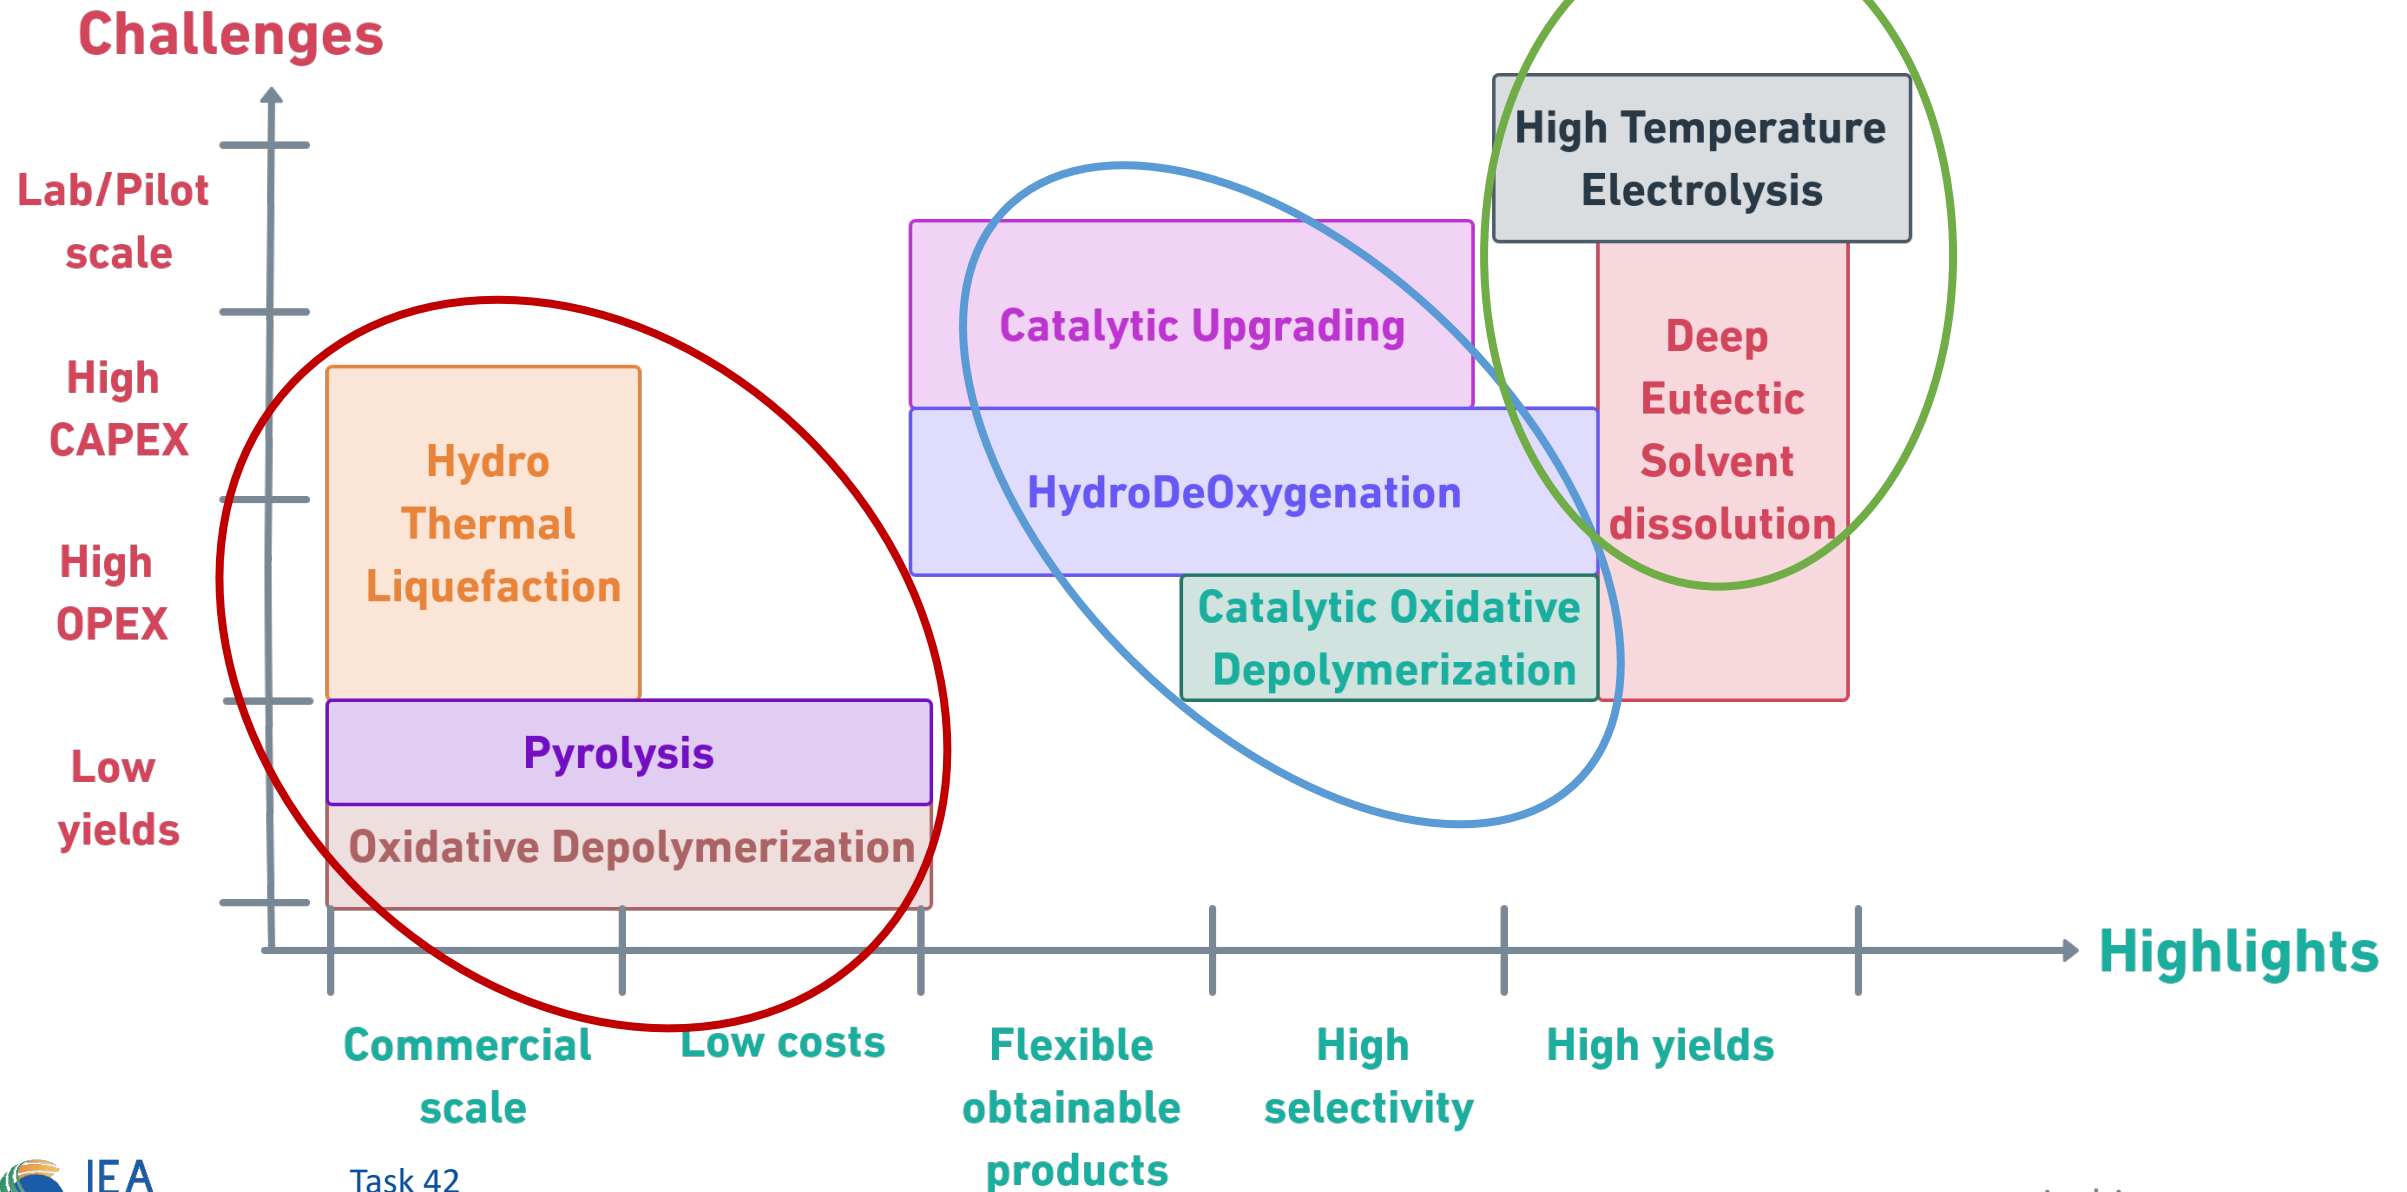 Challenges
Lab/Pilot
scale
High
CAPEX
High
OPEX
Low
yields
High Temperature
Electrolysis
Catalytic Upgrading
Deep
Eutectic
Solvent
dissolution
Hydro
Thermal
Liquefaction
HydroDeOxygenation
Catalytic Oxidative
Depolymerization
Pyrolysis
Oxidative Depolymerization
Highlights
Commercial
scale
Low costs
Flexible
obtainable
products
High
selectivity
High yields
IEA
Task 42